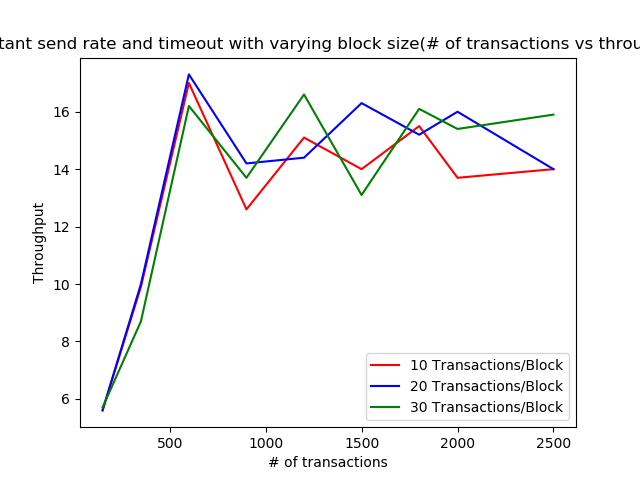 tant send rate and timeout with varying block size(# of transactions vs throu
16
14
12
10
8
6
Throughput
10 Transactions/Block
20 Transactions/Block
30 Transactions/Block
500 1000 1500 2000 2500
# of transactions